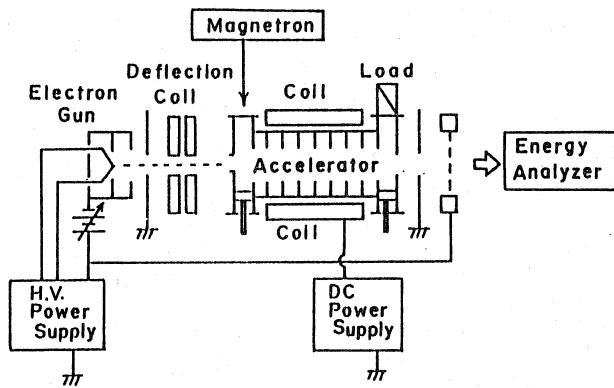 Magnetron
Deflection
Coil
Load
Electron
Gun
Coil
Accelerator
Energy
Analyzer
Coil
H.V.
Power
Supply
DC
Power
Supply